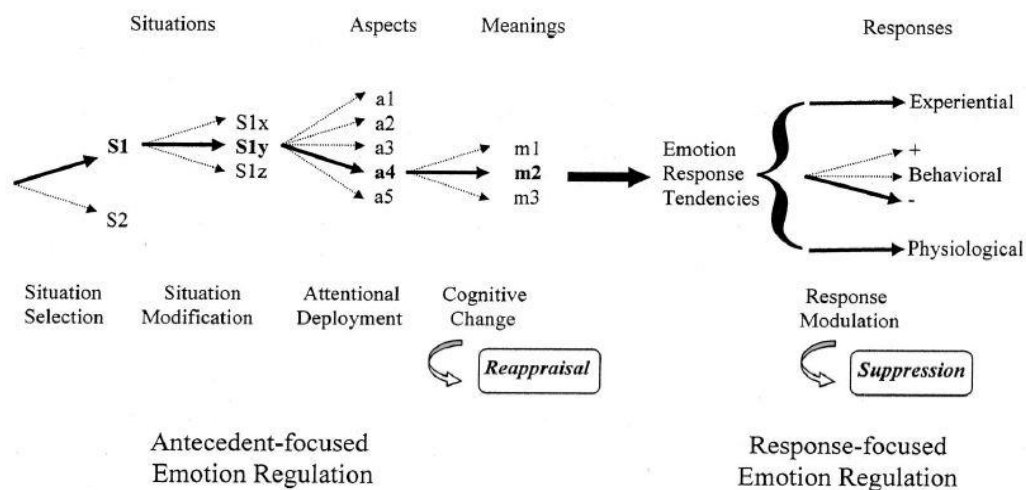 Situations
Aspects
Meanings
Responses
S1
S2
S1x
S1y
S1z
a1
a2
a3
a4
a5
m1
m2
m3
Emotion
Response
Tendencies
Experiential
+
Behavioral
-
Physiological
Situation
Selection
Situation
Modification
Attentional
Deployment
Cognitive
Change
Reappraisal
Response
Modulation
Suppression
Antecedent-focused
Emotion Regulation
Response-focused
Emotion Regulation